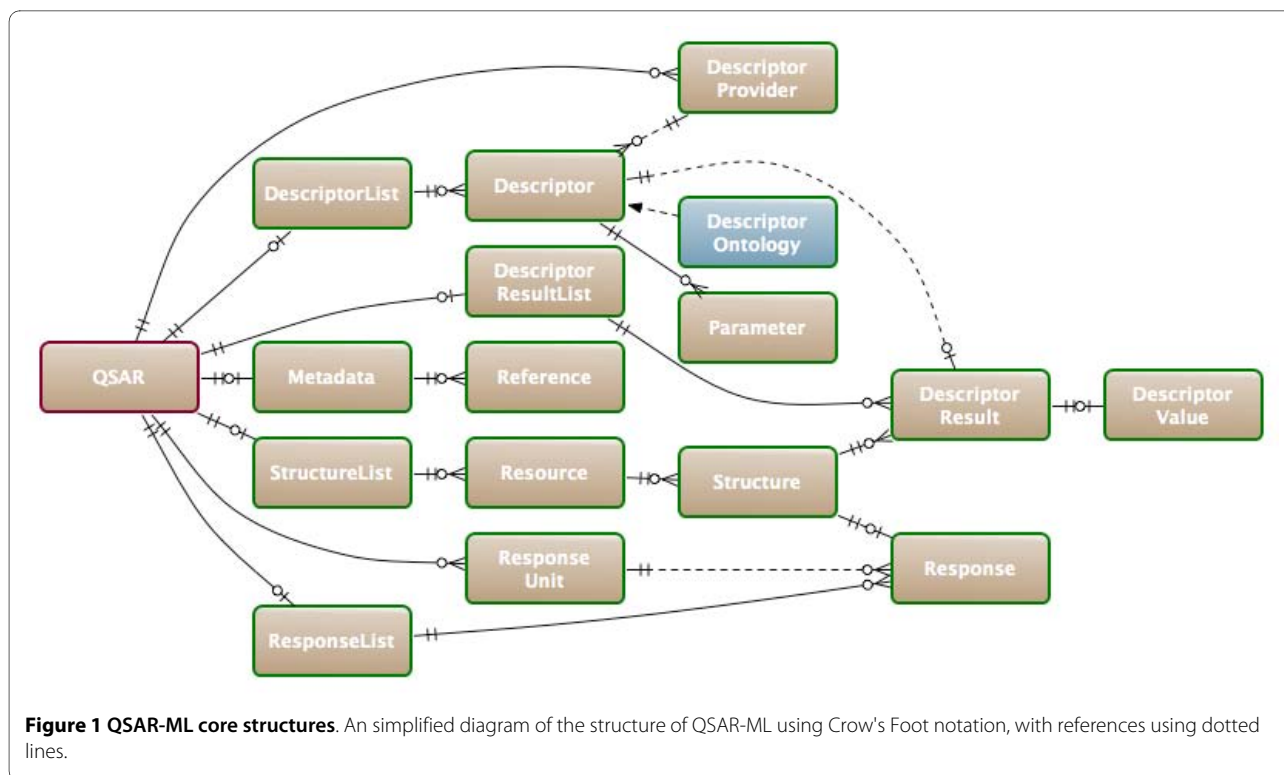 Descriptor
Provider
DescriptorList
Descriptor
Descriptor
Ontology
Descriptor
ResultList
Parameter
QSAR
Metadata
Reference
Descriptor
Result
Descriptor
Value
StructureList
Resource
Structure
Response
Unit
Response
ResponseList
Figure 1 QSAR-ML core structures. An simplified diagram of the structure of QSAR-ML using Crow's Foot notation, with references using dotted
lines.